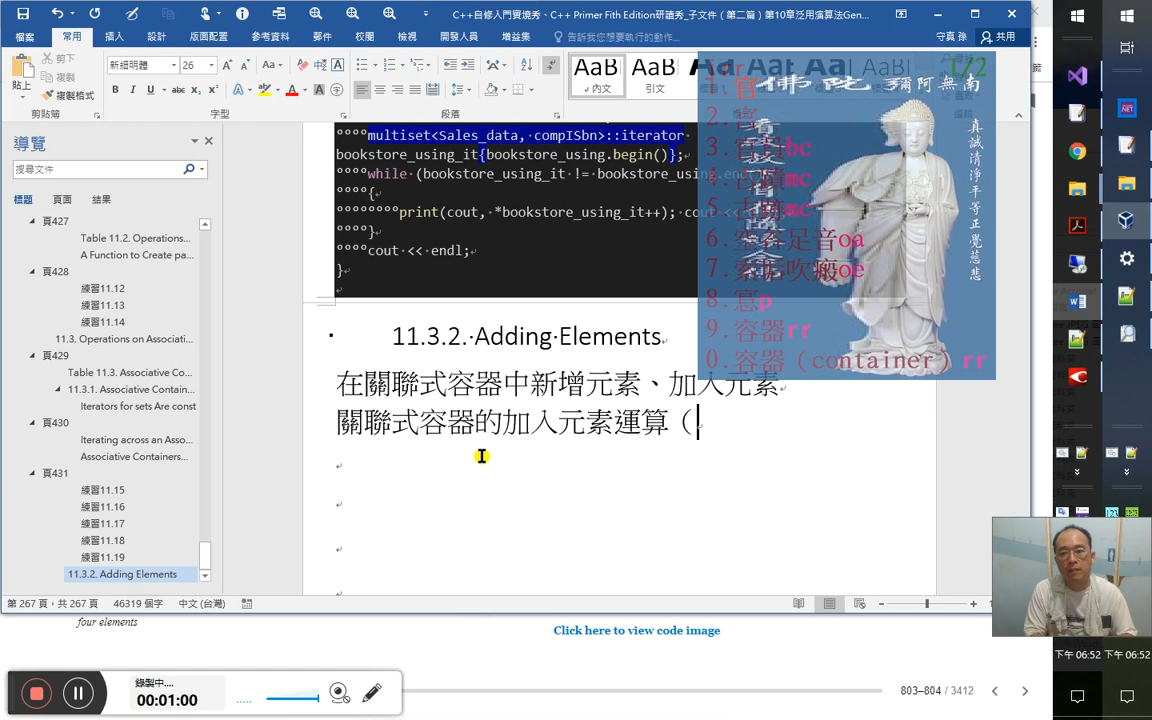 C++自修入門實境秀、C++ Primer Fifth Edition研讀秀_子文件（第二篇）第10章泛用演算法Gen...
檔案 常用 插入 設計 版面配置 參考資料 郵件 校閱 檢視 開發人員 增益集 告訴我您想要執行的動作... 守真 孫 共用
貼上 剪下 複製 複製格式 剪貼簿
新細明體 26 字型 段落
AaB 內文 AaB 引文
導覽
搜尋文件
標題 頁面 結果
頁427
Table 11.2. Operations...
A Function to Create pa...
頁428
練習11.12
練習11.13
練習11.14
11.3. Operations on Associati...
頁429
Table 11.3. Associative Co...
11.3.1. Associative Contain...
Iterators for sets Are const
頁430
Iterating across an Asso...
Associative Containers...
頁431
練習11.15
練習11.16
練習11.17
練習11.18
練習11.19
11.3.2. Adding Elements
multiset<Sales_data, compISbn>::iterator
bookstore_using_it{bookstore_using.begin()};
while (bookstore_using_it != bookstore_using.
{
print(cout, *bookstore_using_it++); cout <<
}
cout << endl;
}
11.3.2. Adding Elements
在關聯式容器中新增元素、加入元素
關聯式容器的加入元素運算（
1/2
南無阿彌
真誠清淨平等正覺慈悲
bc
mc
mc
6.空谷足音oa
oe
p
9.容器rr
0.容器（container）rr
第 267 頁，共 267 頁 46319 個字 中文 (台灣)
four elements
Click here to view code image
錄製中....
00:01:00
803–804 / 3412
下午 06:52 下午 06:52